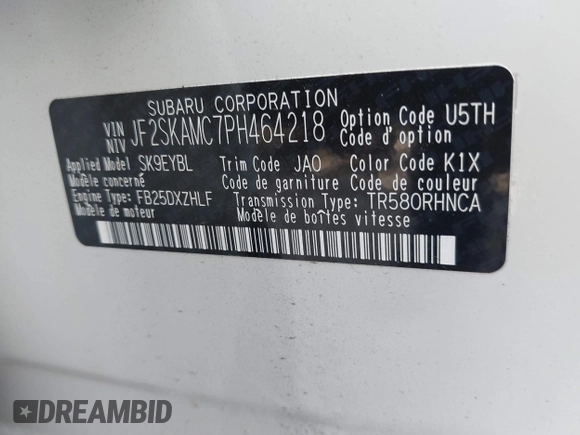 SUBARU CORPORATION
VIN NIV JF2SKAMC7PH464218 Option Code U5TH
Code d'option
Applied Model SK9EYBL Trim Code JAO Color Code K1X
Modèle concerné Code de garniture Code de couleur
Engine Type: FB25DXZHLF Transmission Type: TR580RHNCA
Modèle de moteur Modèle de boîtes vitesse
DREAMBID